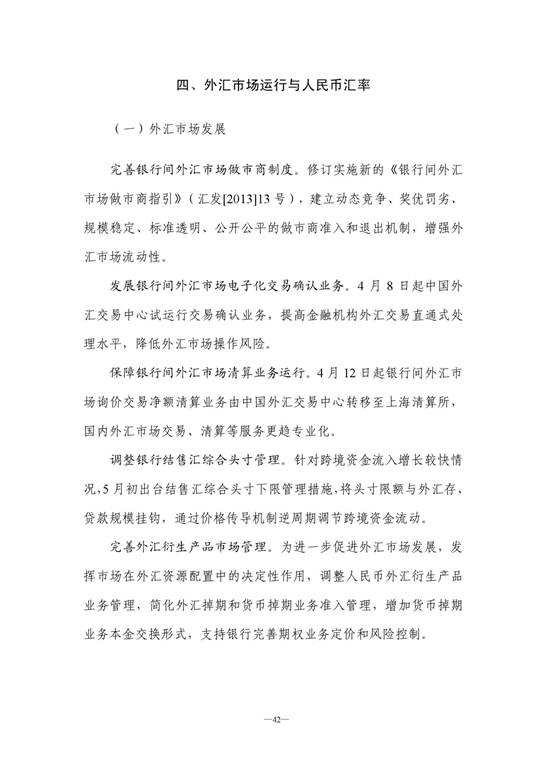 四、外汇市场运行与人民币汇率
（一）外汇市场发展
完善银行间外汇市场做市商制度。修订实施新的《银行间外汇
市场做市商指引》（汇发[2013]13 号），建立动态竞争、奖优罚劣、
规模稳定、标准透明、公开公平的做市商准入和退出机制，增强外
汇市场流动性。
发展银行间外汇市场电子化交易确认业务。4 月 8 日起中国外
汇交易中心试运行交易确认业务，提高金融机构外汇交易直通式处
理水平，降低外汇市场操作风险。
保障银行间外汇市场清算业务运行。4 月 12 日起银行间外汇市
场询价交易净额清算业务由中国外汇交易中心转移至上海清算所，
国内外汇市场交易、清算等服务更趋专业化。
调整银行结售汇综合头寸管理。针对跨境资金流入增长较快情
况，5 月初出台结售汇综合头寸下限管理措施，将头寸限额与外汇存、
贷款规模挂钩，通过价格传导机制逆周期调节跨境资金流动。
完善外汇衍生产品市场管理。为进一步促进外汇市场发展，发
挥市场在外汇资源配置中的决定性作用，调整人民币外汇衍生产品
业务管理，简化外汇掉期和货币掉期业务准入管理，增加货币掉期
业务本金交换形式，支持银行完善期权业务定价和风险控制。
—42—